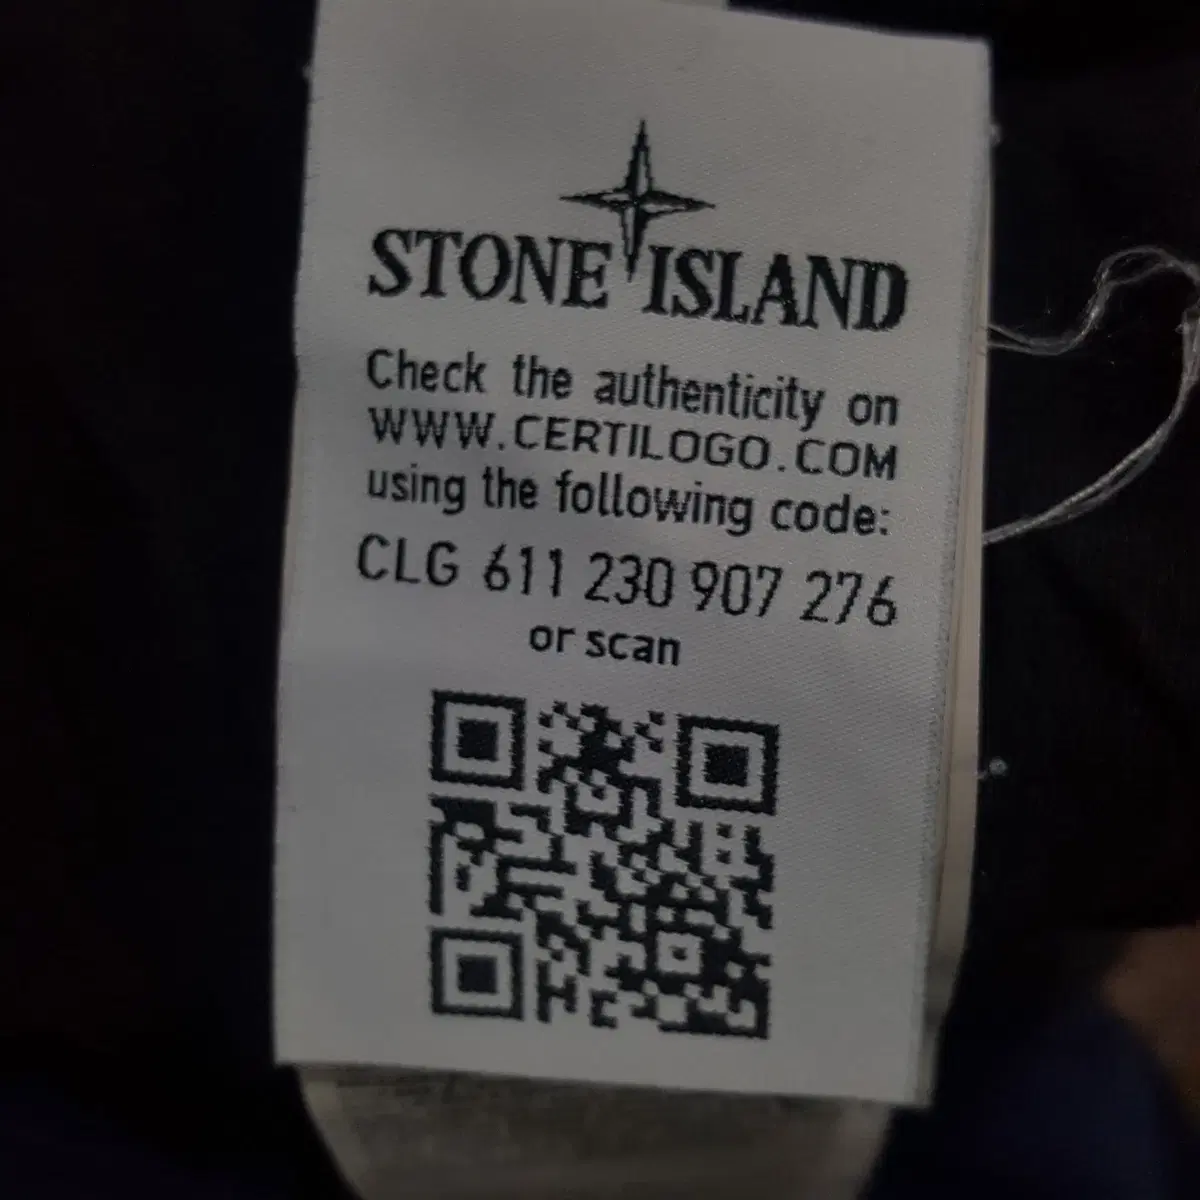 STONE ISLAND
Check the authenticity on
WWW.CERTILOGO.COM
using the following code:
CLG 611 230 907 276
or scan